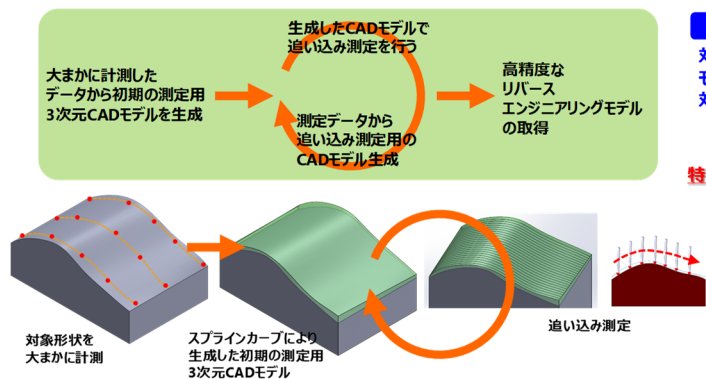 生成したCADモデルで
追い込み測定を行う
大まかに計測した
データから初期の測定用
3次元CADモデルを生成
高精度な
リバース
エンジニアリングモデル
の取得
測定データから
追い込み測定用の
CADモデル生成
対
モ
対
特
対象形状を
大まかに計測
スプラインカーブにより
生成した初期の測定用
3次元CADモデル
追い込み測定